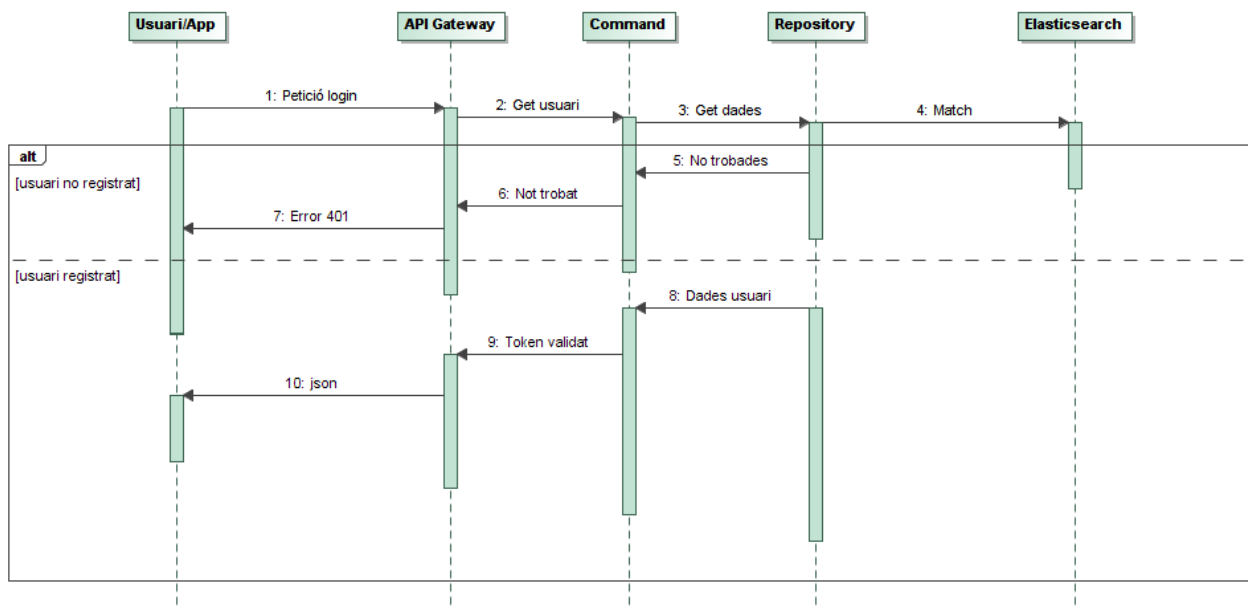 Usuari/App
API Gateway
Command
Repository
Elasticsearch
1: Petició login
2: Get usuari
3: Get dades
4: Match
alt
[usuari no registrat]
5: No trobades
6: Not trobat
7: Error 401
[usuari registrat]
8: Dades usuari
9: Token validat
10: json